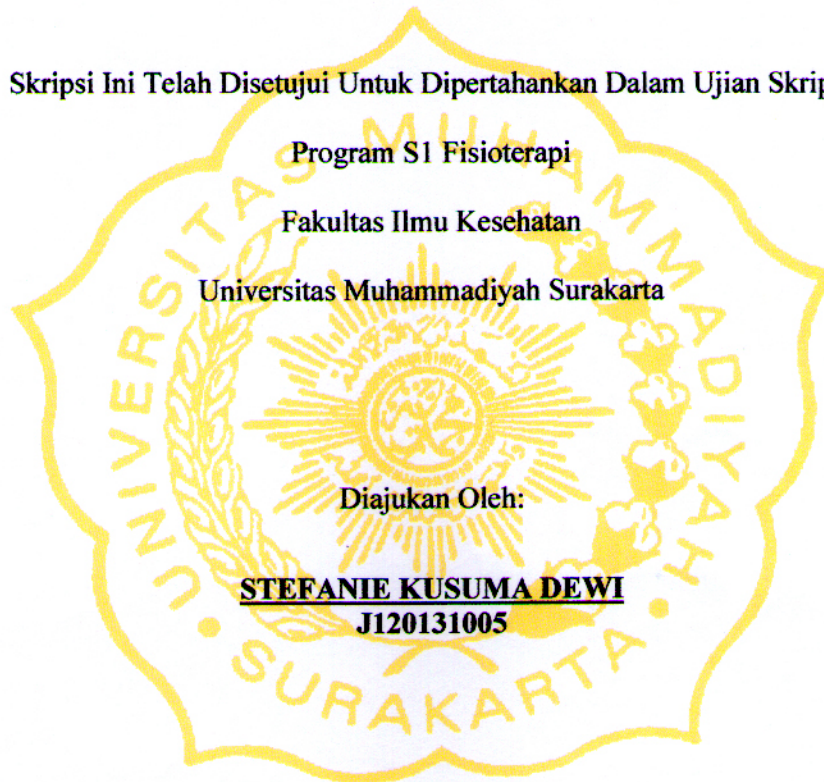 Skripsi Ini Telah Disetujui Untuk Dipertahankan Dalam Ujian Skrip
Program S1 Fisioterapi
Fakultas Ilmu Kesehatan
Universitas Muhammadiyah Surakarta
Diajukan Oleh:
STEFANIE KUSUMA DEWI
J120131005
UNIVERSITAS MUHAMMADIYAH
SURAKARTA